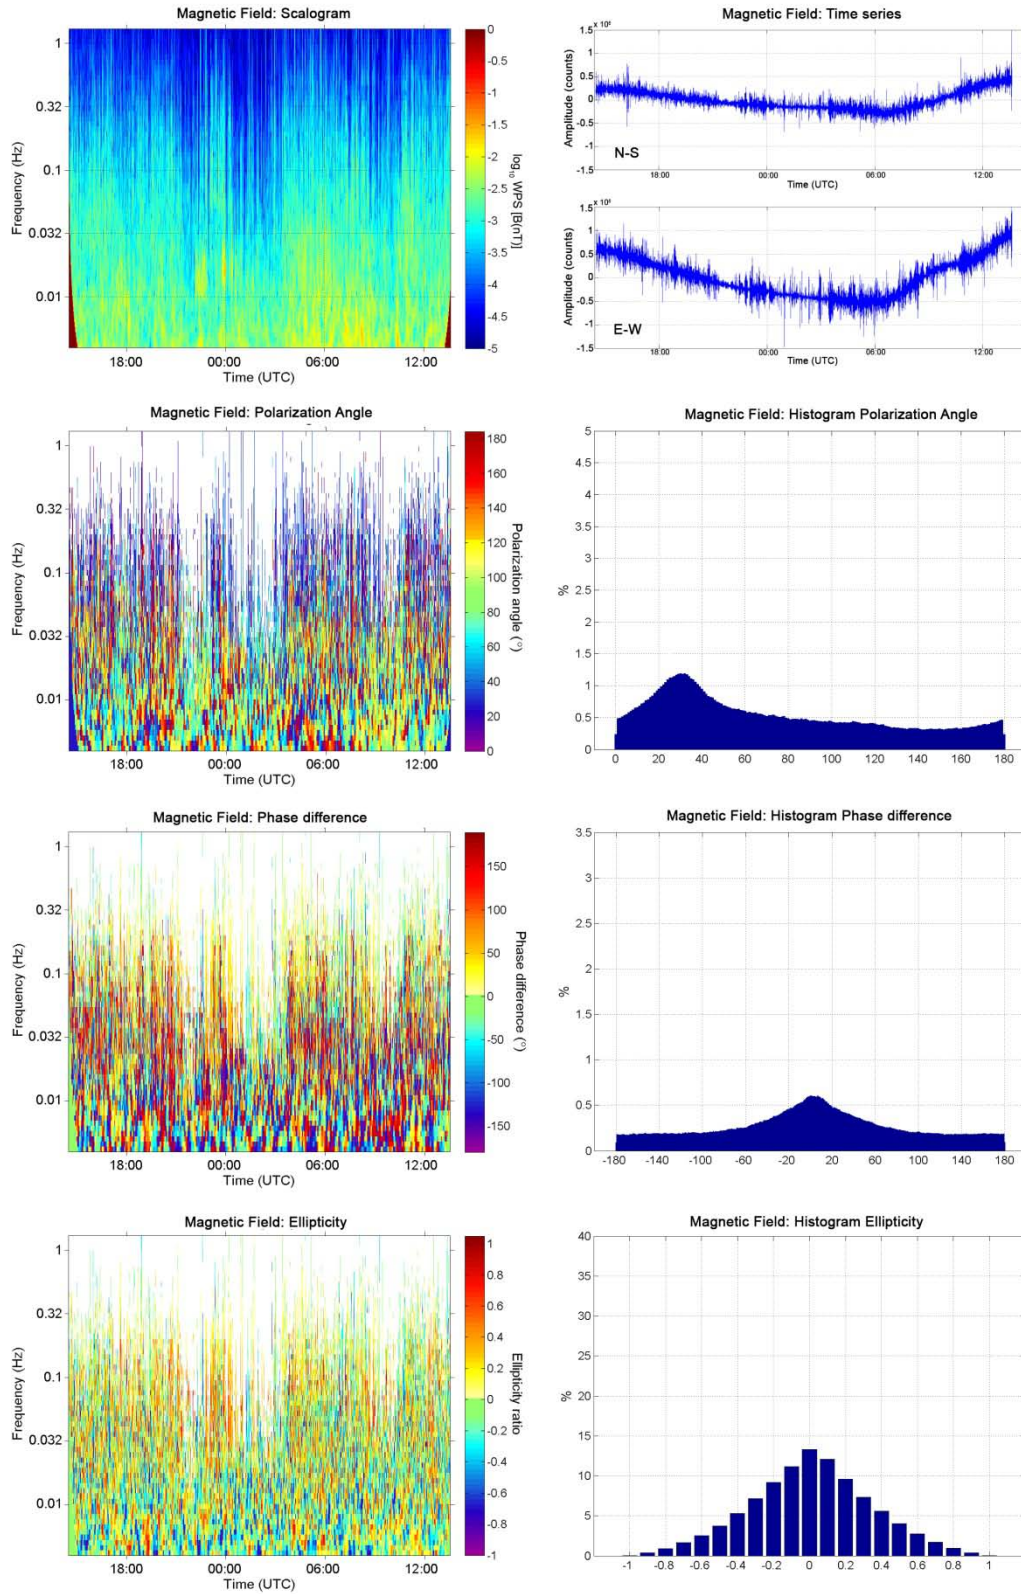 Magnetic Field: Scalogram
1
0.32
0.1
0.032
0.01
Frequency (Hz)
18:00 00:00 06:00 12:00
Time (UTC)
0
-0.5
-1
-1.5
-2
-2.5
-3
-3.5
-4
-4.5
-5
log₁₀ WPS [B(nT)]
Magnetic Field: Time series
1.5
1
0.5
0
-0.5
-1
-1.5
Amplitude (counts)
N-S
18:00 00:00 06:00 12:00
Time (UTC)
1.5
1
0.5
0
-0.5
-1
-1.5
Amplitude (counts)
E-W
18:00 00:00 06:00 12:00
Time (UTC)
Magnetic Field: Polarization Angle
1
0.32
0.1
0.032
0.01
Frequency (Hz)
18:00 00:00 06:00 12:00
Time (UTC)
180
160
140
120
100
80
60
40
20
0
Polarization angle (°)
Magnetic Field: Histogram Polarization Angle
5
4.5
4
3.5
3
2.5
2
1.5
1
0.5
0
%
0 20 40 60 80 100 120 140 160 180
Magnetic Field: Phase difference
1
0.32
0.1
0.032
0.01
Frequency (Hz)
18:00 00:00 06:00 12:00
Time (UTC)
150
100
50
0
-50
-100
-150
Phase difference (°)
Magnetic Field: Histogram Phase difference
3.5
3
2.5
2
1.5
1
0.5
0
%
-180 -140 -100 -60 -20 20 60 100 140 180
Magnetic Field: Ellipticity
1
0.32
0.1
0.032
0.01
Frequency (Hz)
18:00 00:00 06:00 12:00
Time (UTC)
1
0.8
0.6
0.4
0.2
0
-0.2
-0.4
-0.6
-0.8
-1
Ellipticity ratio
Magnetic Field: Histogram Ellipticity
40
35
30
25
20
15
10
5
0
%
-1 -0.8 -0.6 -0.4 -0.2 0 0.2 0.4 0.6 0.8 1